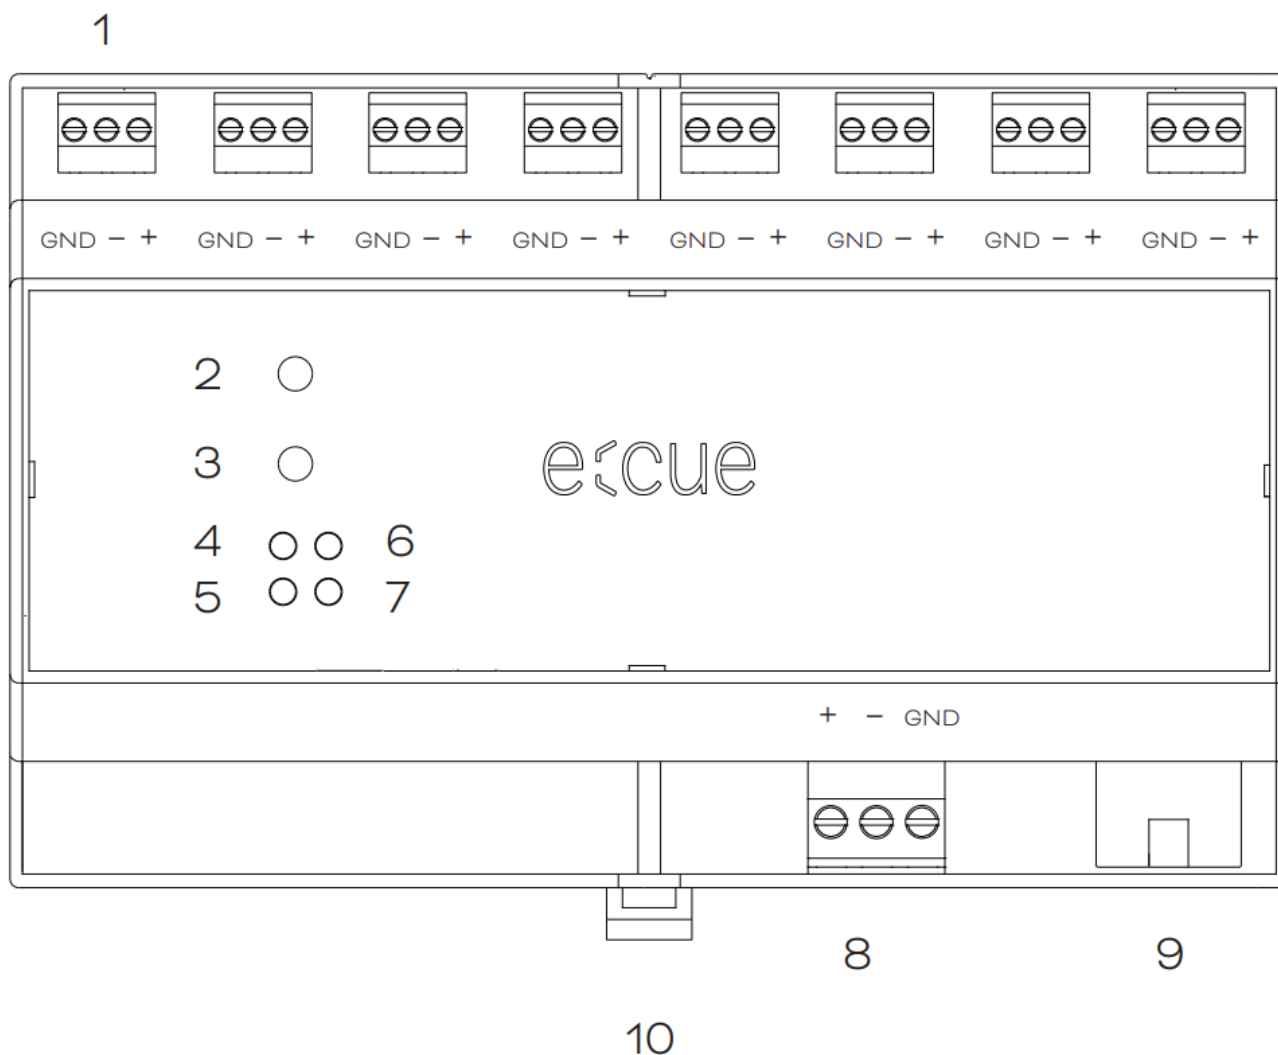 1
GND - + GND - + GND - + GND - + GND - + GND - + GND - + GND - +
2
3
e:cue
4 6
5 7
+ - GND
8 9
10